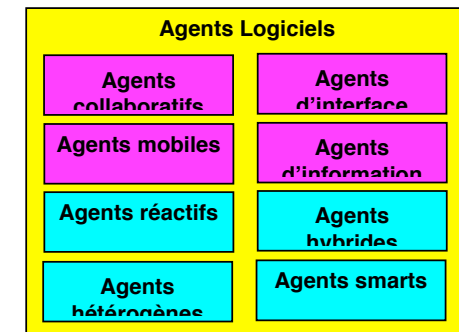 Agents Logiciels
Agents
collaboratifs
Agents
d'interface
Agents mobiles
Agents
d'information
Agents réactifs
Agents
hybrides
Agents
hétérogènes
Agents smarts